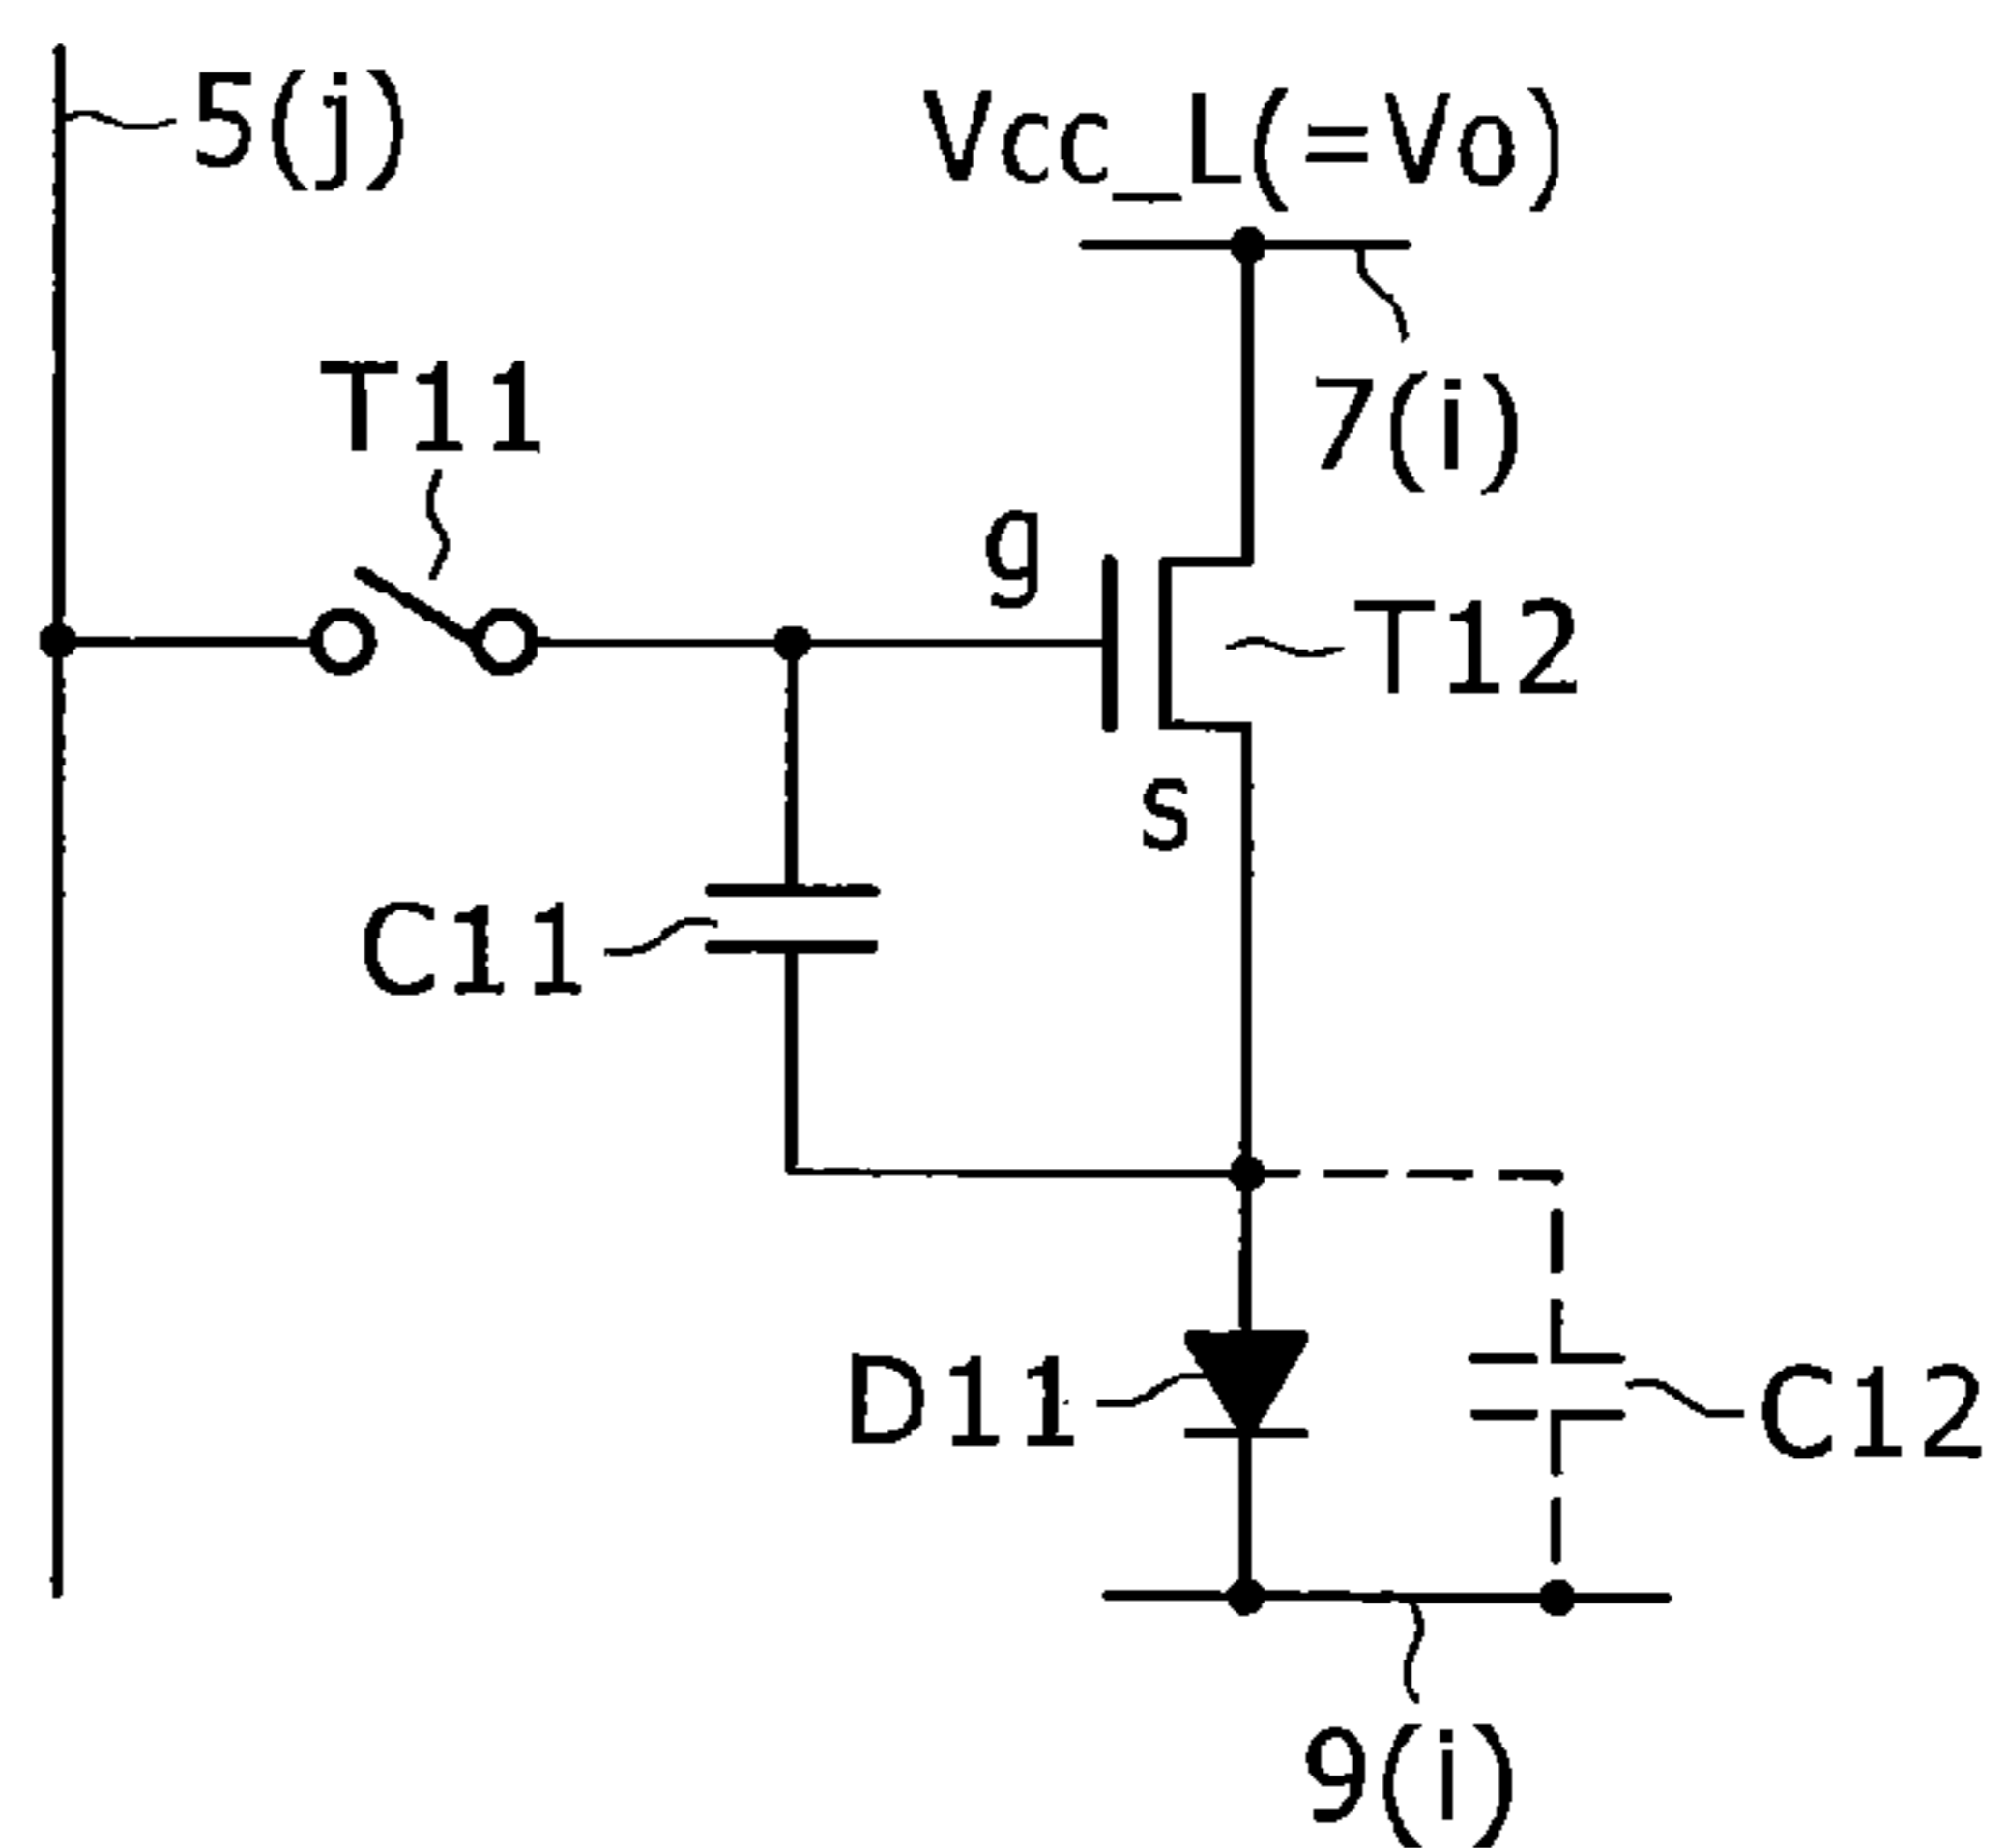 5(j)
Vcc_L(=Vo)
T11
7(i)
g
T12
s
C11
D11
C12
9(i)